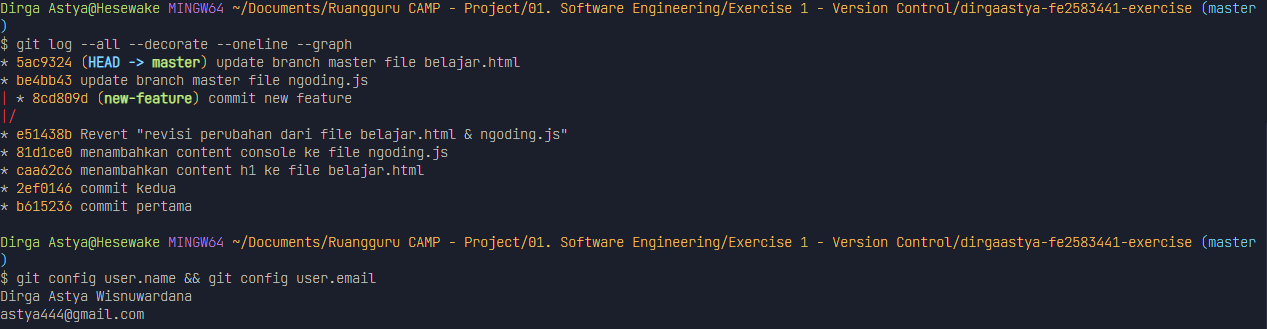 Dirga Astya@Hesewake MINGW64 ~/Documents/Ruangguru CAMP - Project/01. Software Engineering/Exercise 1 - Version Control/dirgaastya-fe2583441-exercise (master
)
$ git log --all --decorate --oneline --graph
* 5ac9324 (HEAD -> master) update branch master file belajar.html
* be4bb43 update branch master file ngoding.js
| * 8cd809d (new-feature) commit new feature
|/
* e51438b Revert "revisi perubahan dari file belajar.html & ngoding.js"
* 81d1ce0 menambahkan content console ke file ngoding.js
* caa62c6 menambahkan content h1 ke file belajar.html
* 2ef0146 commit kedua
* b615236 commit pertama
Dirga Astya@Hesewake MINGW64 ~/Documents/Ruangguru CAMP - Project/01. Software Engineering/Exercise 1 - Version Control/dirgaastya-fe2583441-exercise (master
)
$ git config user.name && git config user.email
Dirga Astya Wisnuwardana
astya444@gmail.com